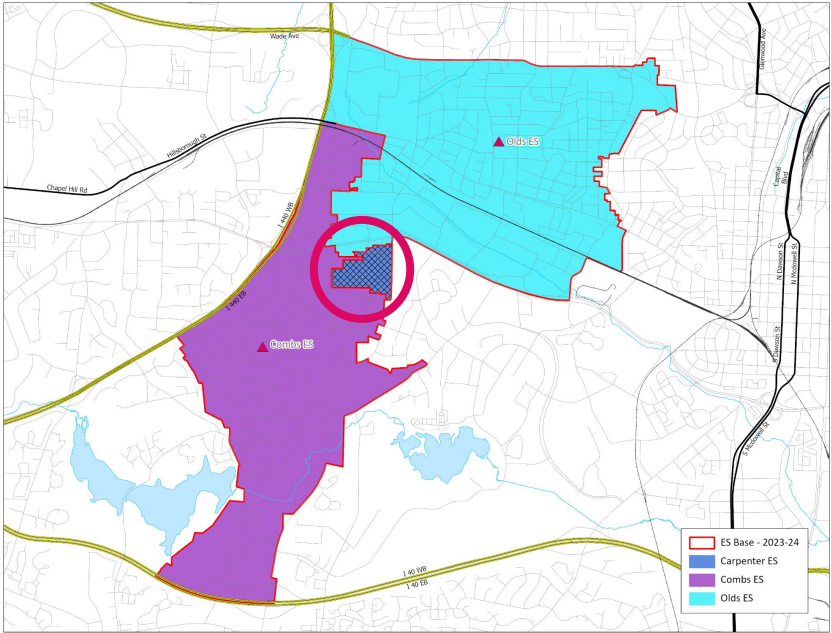 Wade Ave
Glenwood Ave
Olds ES
Hillsborough St
Chapel Hill Rd
Capital
Blvd
I 440 WB
I 440 EB
N Dawson St
N Mcdowell St
S Dawson St
Combs ES
S Mcdowell St
I 40 WB
I 40 EB
ES Base - 2023-24
Carpenter ES
Combs ES
Olds ES